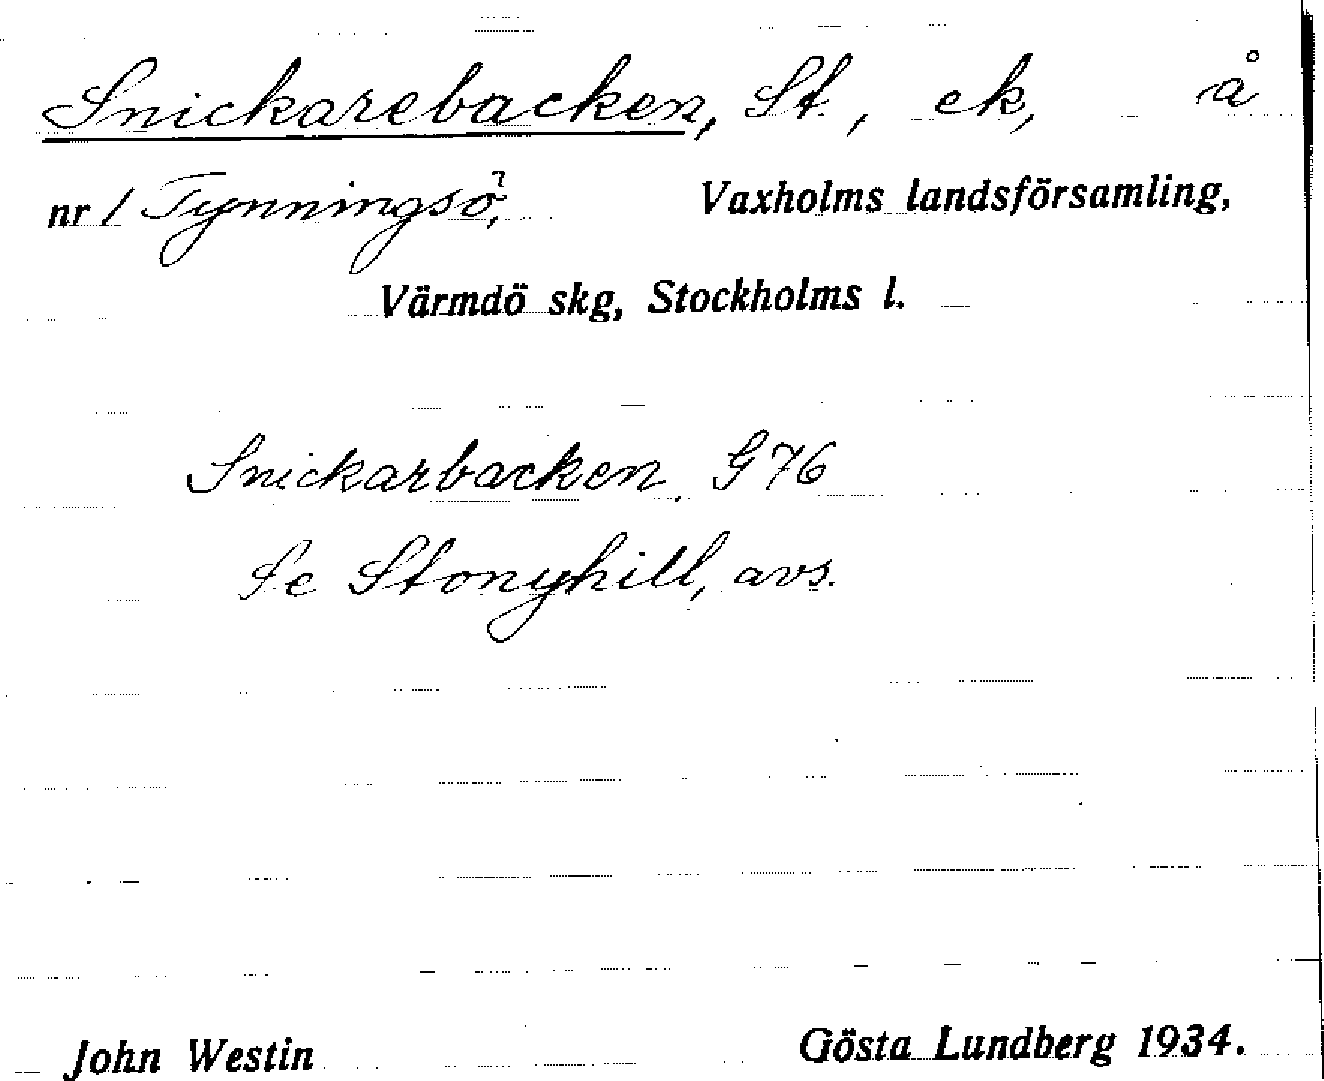 Snickarebacken, St., ek, å
nr 1 Tynningsö, Vaxholms landsförsamling,
Värmdö skg, Stockholms l.
Snickarbacken G76
Se Stonyhill, avs.
John Westin Gösta Lundberg 1934.